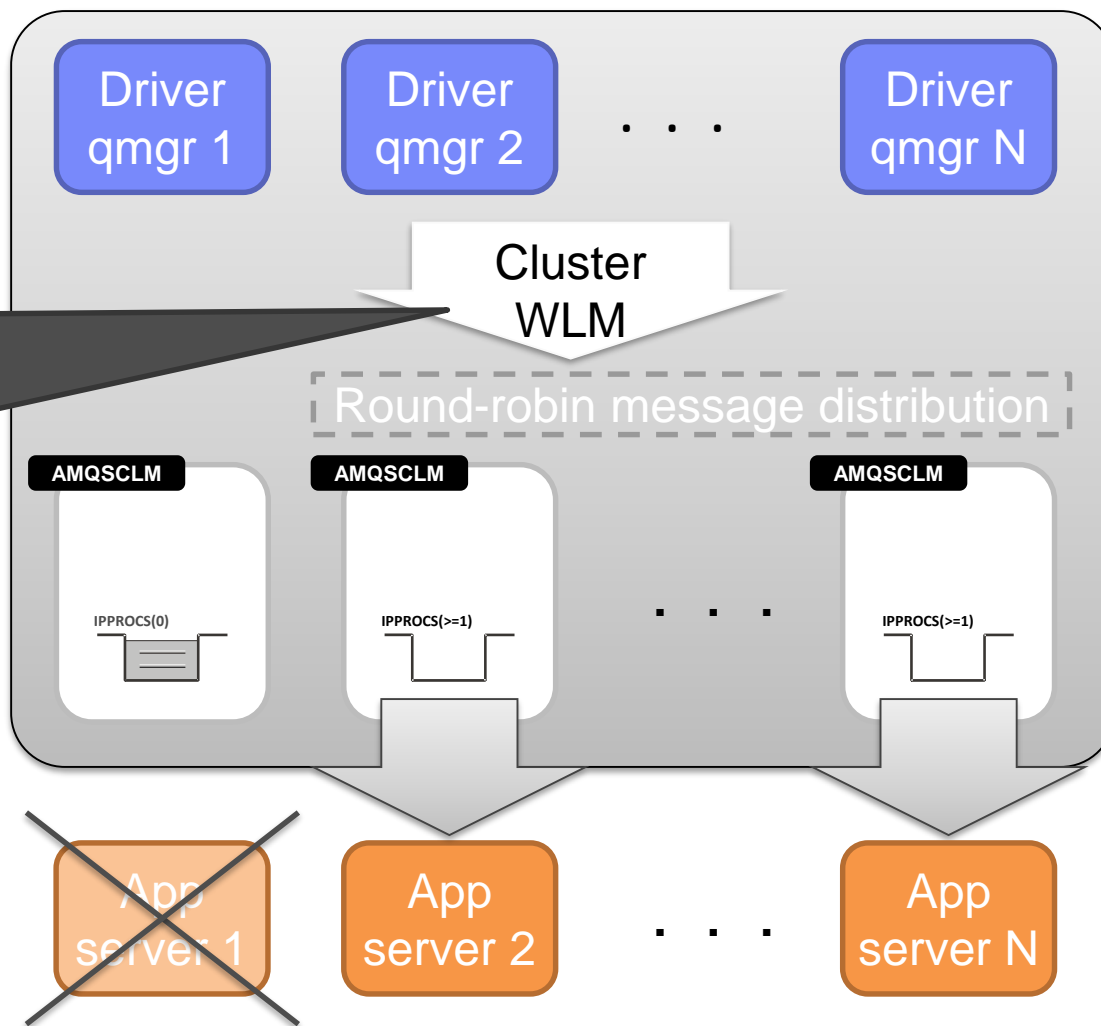 Driver
qmgr 1
Driver
qmgr 2
. . .
Driver
qmgr N
Cluster
WLM
Round-robin message distribution
AMQSCLM
AMQSCLM
AMQSCLM
IPPROCS(0)
IPPROCS(>=1)
. . .
IPPROCS(>=1)
App
server 1
App
server 2
. . .
App
server N